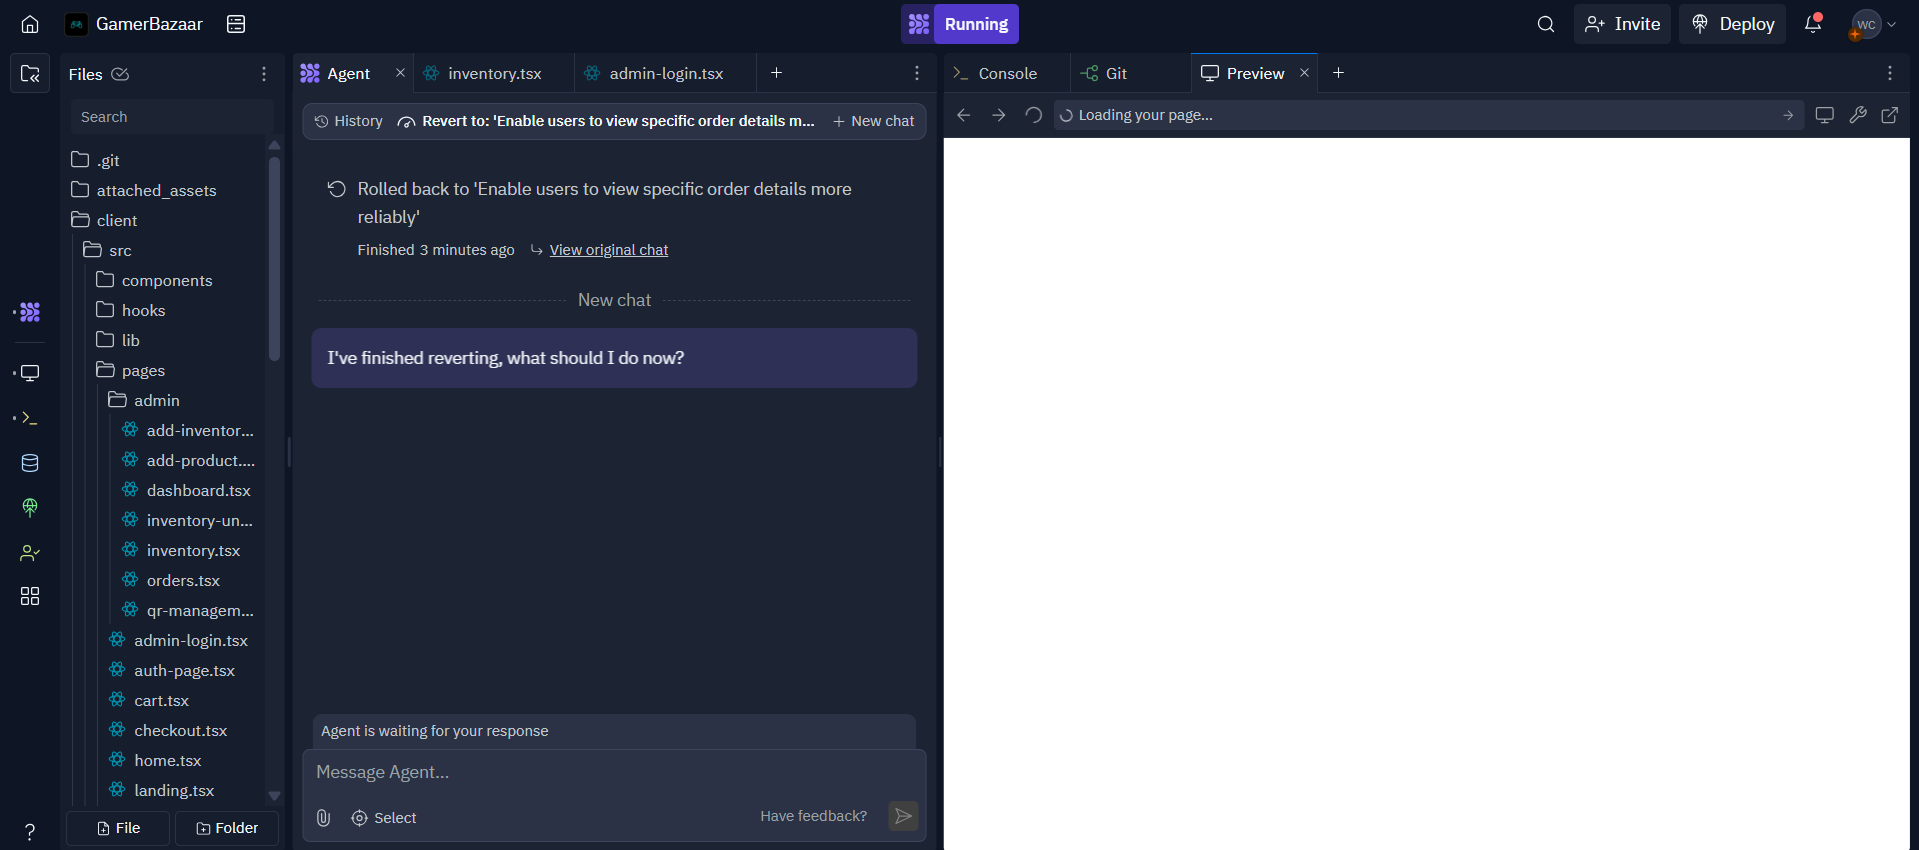 GamerBazaar
Running
Invite
Deploy
WC
Files
Search
.git
attached_assets
client
src
components
hooks
lib
pages
admin
add-inventor...
add-product....
dashboard.tsx
inventory-un...
inventory.tsx
orders.tsx
qr-managem...
admin-login.tsx
auth-page.tsx
cart.tsx
checkout.tsx
home.tsx
landing.tsx
File
Folder
Agent
inventory.tsx
admin-login.tsx
History
Revert to: 'Enable users to view specific order details m...
New chat
Rolled back to 'Enable users to view specific order details more
reliably'
Finished 3 minutes ago
View original chat
New chat
I've finished reverting, what should I do now?
Agent is waiting for your response
Message Agent...
Select
Have feedback?
Console
Git
Preview
Loading your page...